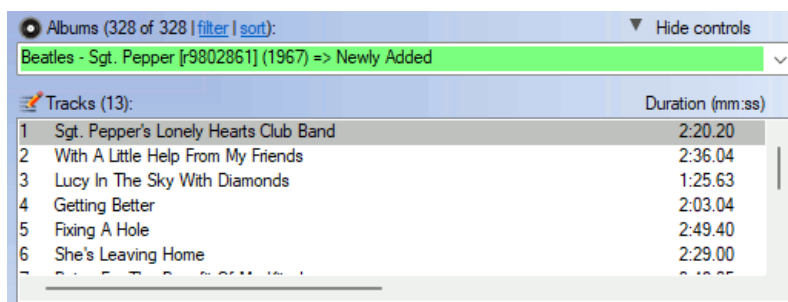 Albums (328 of 328 | filter | sort): Hide controls
Beatles - Sgt. Pepper [r9802861] (1967) => Newly Added
Tracks (13): Duration (mm:ss)
1 Sgt. Pepper's Lonely Hearts Club Band 2:20.20
2 With A Little Help From My Friends 2:36.04
3 Lucy In The Sky With Diamonds 1:25.63
4 Getting Better 2:03.04
5 Fixing A Hole 2:49.40
6 She's Leaving Home 2:29.00